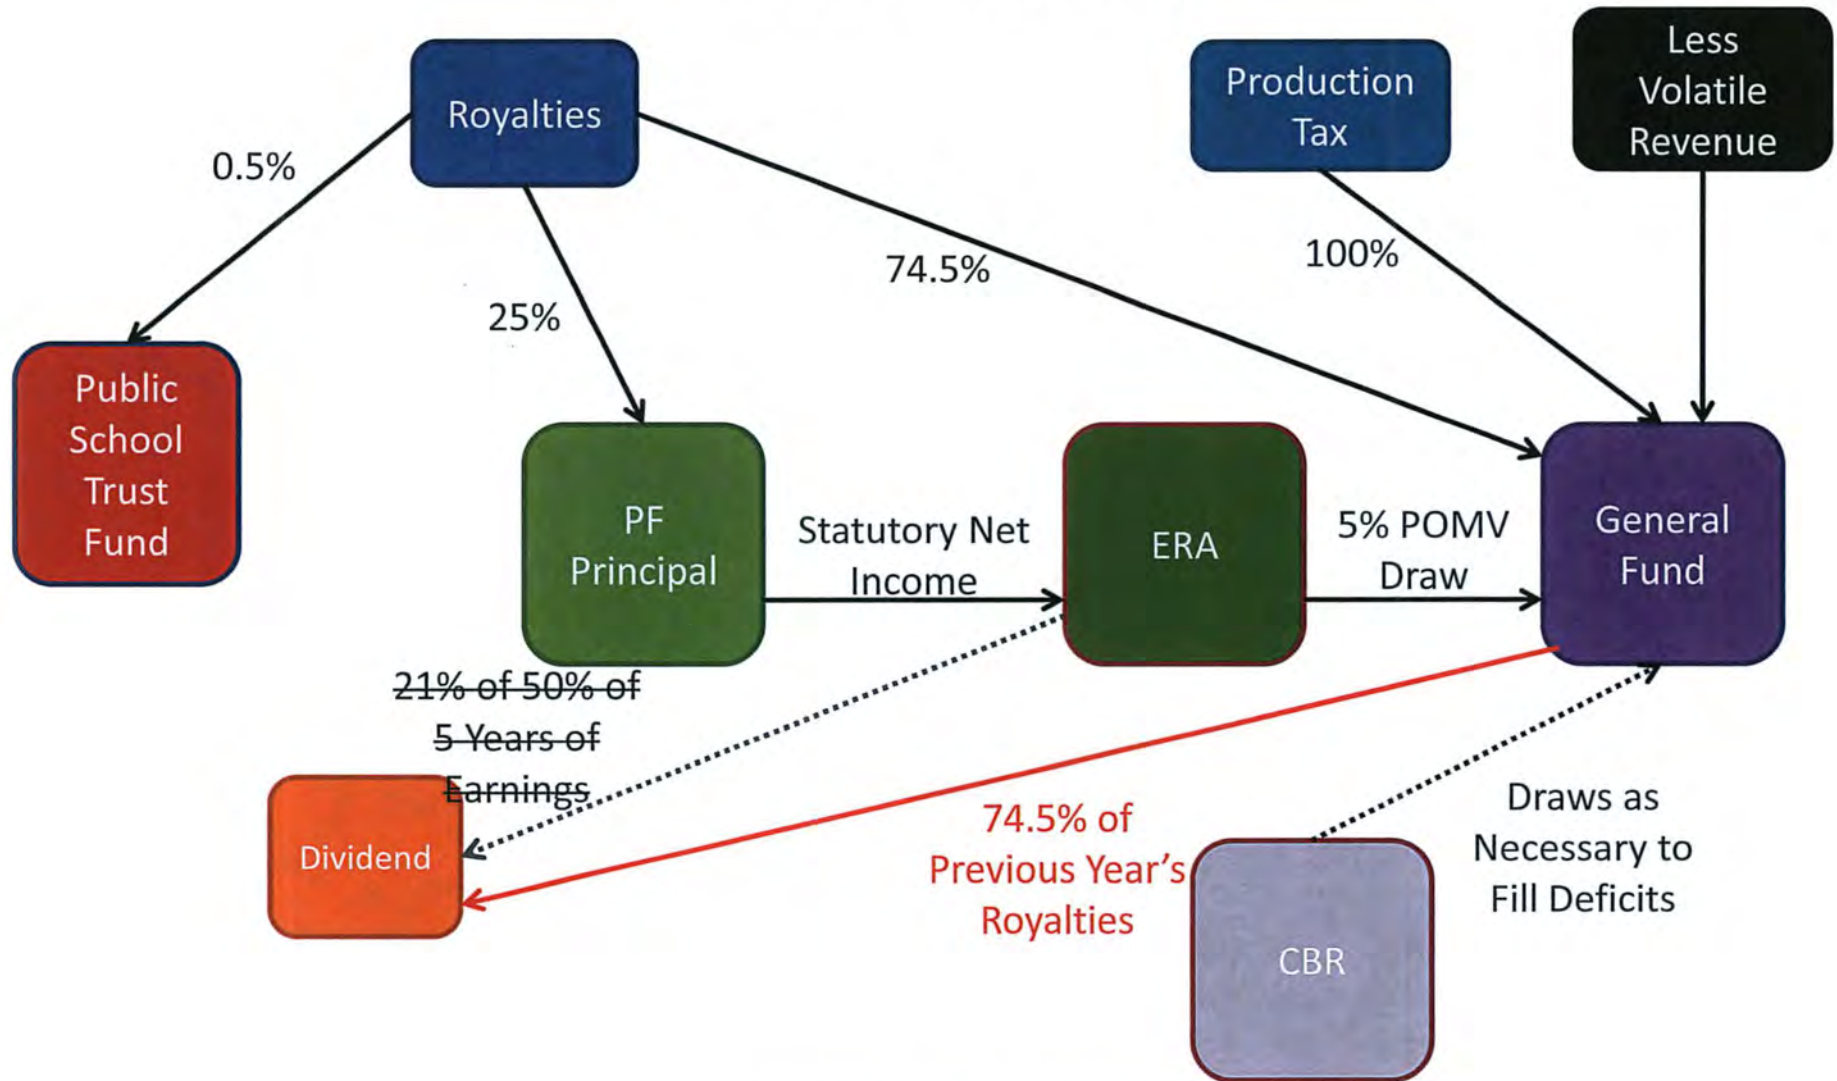 Royalties
Production
Tax
Less
Volatile
Revenue
0.5%
25%
74.5%
100%
Public
School
Trust
Fund
PF
Principal
Statutory Net
Income
ERA
5% POMV
Draw
General
Fund
21% of 50% of
5 Years of
Earnings
Dividend
74.5% of
Previous Year's
Royalties
CBR
Draws as
Necessary to
Fill Deficits